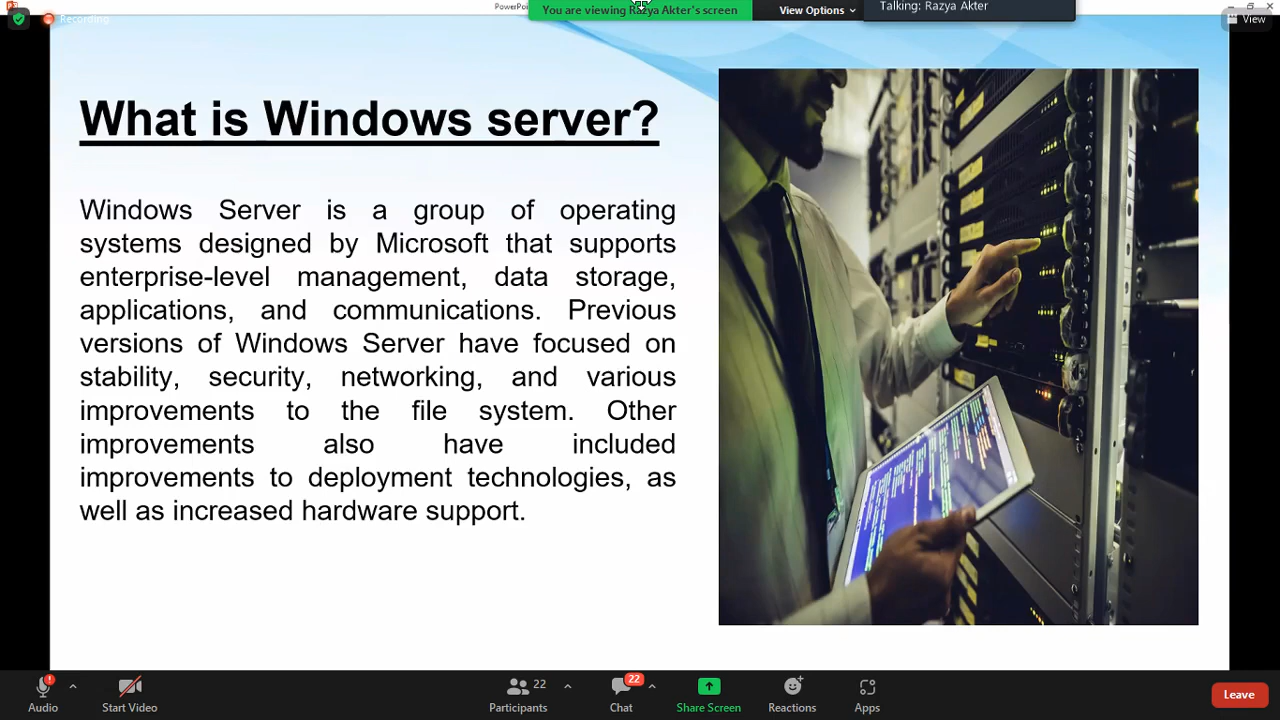 PowerPoi
You are viewing Razya Akter's screen
View Options
Talking: Razya Akter
Recording
View
What is Windows server?
Windows Server is a group of operating
systems designed by Microsoft that supports
enterprise-level management, data storage,
applications, and communications. Previous
versions of Windows Server have focused on
stability, security, networking, and various
improvements to the file system. Other
improvements also have included
improvements to deployment technologies, as
well as increased hardware support.
Audio
Start Video
22
Participants
22
Chat
Share Screen
Reactions
Apps
Leave